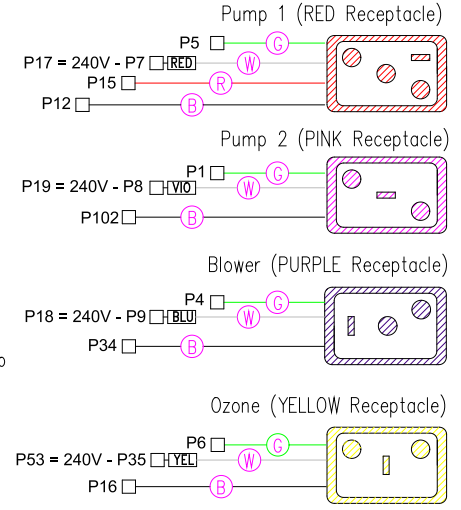 Pump 1 (RED Receptacle)
P5 G
P17 = 240V - P7 RED W
P15 R
P12 B
Pump 2 (PINK Receptacle)
P1 G
P19 = 240V - P8 VIO W
P102 B
Blower (PURPLE Receptacle)
P4 G
P18 = 240V - P9 BLU W
P34 B
o
Ozone (YELLOW Receptacle)
P6 G
P53 = 240V - P35 YEL W
P16 B